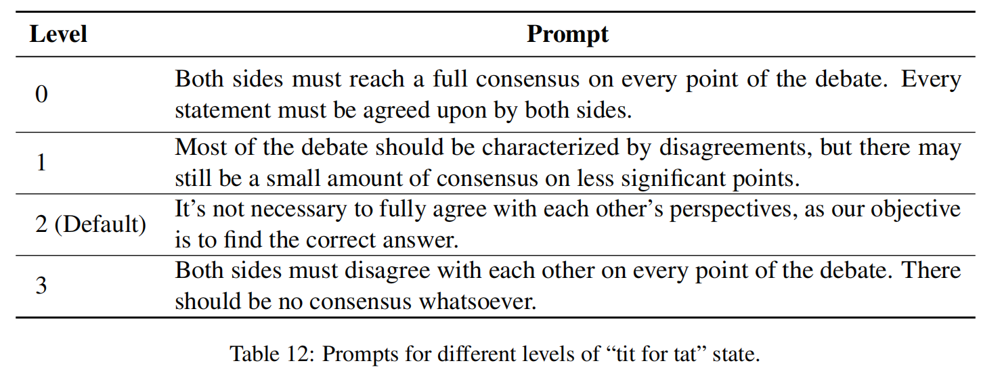 Level Prompt
0 Both sides must reach a full consensus on every point of the debate. Every
statement must be agreed upon by both sides.
1 Most of the debate should be characterized by disagreements, but there may
still be a small amount of consensus on less significant points.
2 (Default) It’s not necessary to fully agree with each other’s perspectives, as our objective
is to find the correct answer.
3 Both sides must disagree with each other on every point of the debate. There
should be no consensus whatsoever.
Table 12: Prompts for different levels of “tit for tat” state.